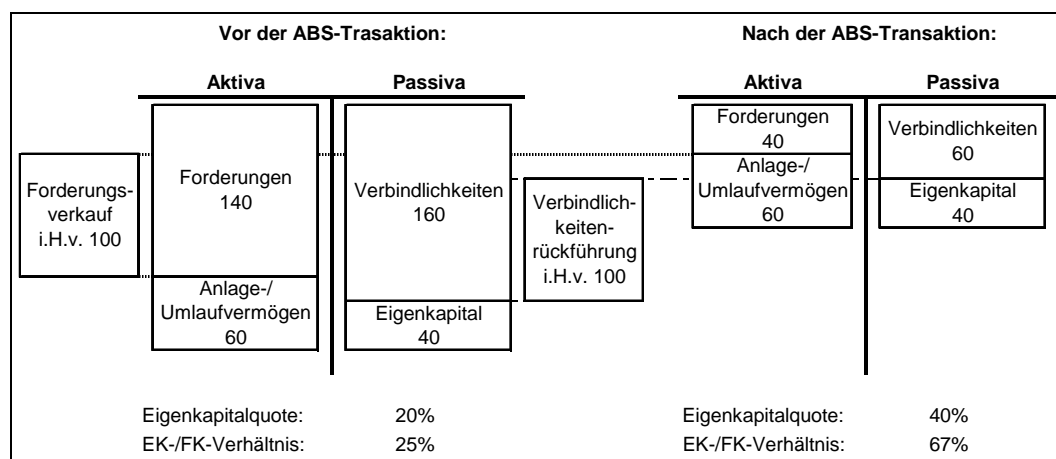 Vor der ABS-Trasaktion:
Nach der ABS-Transaktion:
Aktiva
Passiva
Aktiva
Passiva
Forderungs-
verkauf
i.H.v. 100
Forderungen
140
Anlage-/
Umlaufvermögen
60
Verbindlichkeiten
160
Eigenkapital
40
Verbindlich-
keiten-
rückführung
i.H.v. 100
Forderungen
40
Anlage-/
Umlaufvermögen
60
Verbindlichkeiten
60
Eigenkapital
40
Eigenkapitalquote: 20%
EK-/FK-Verhältnis: 25%
Eigenkapitalquote: 40%
EK-/FK-Verhältnis: 67%